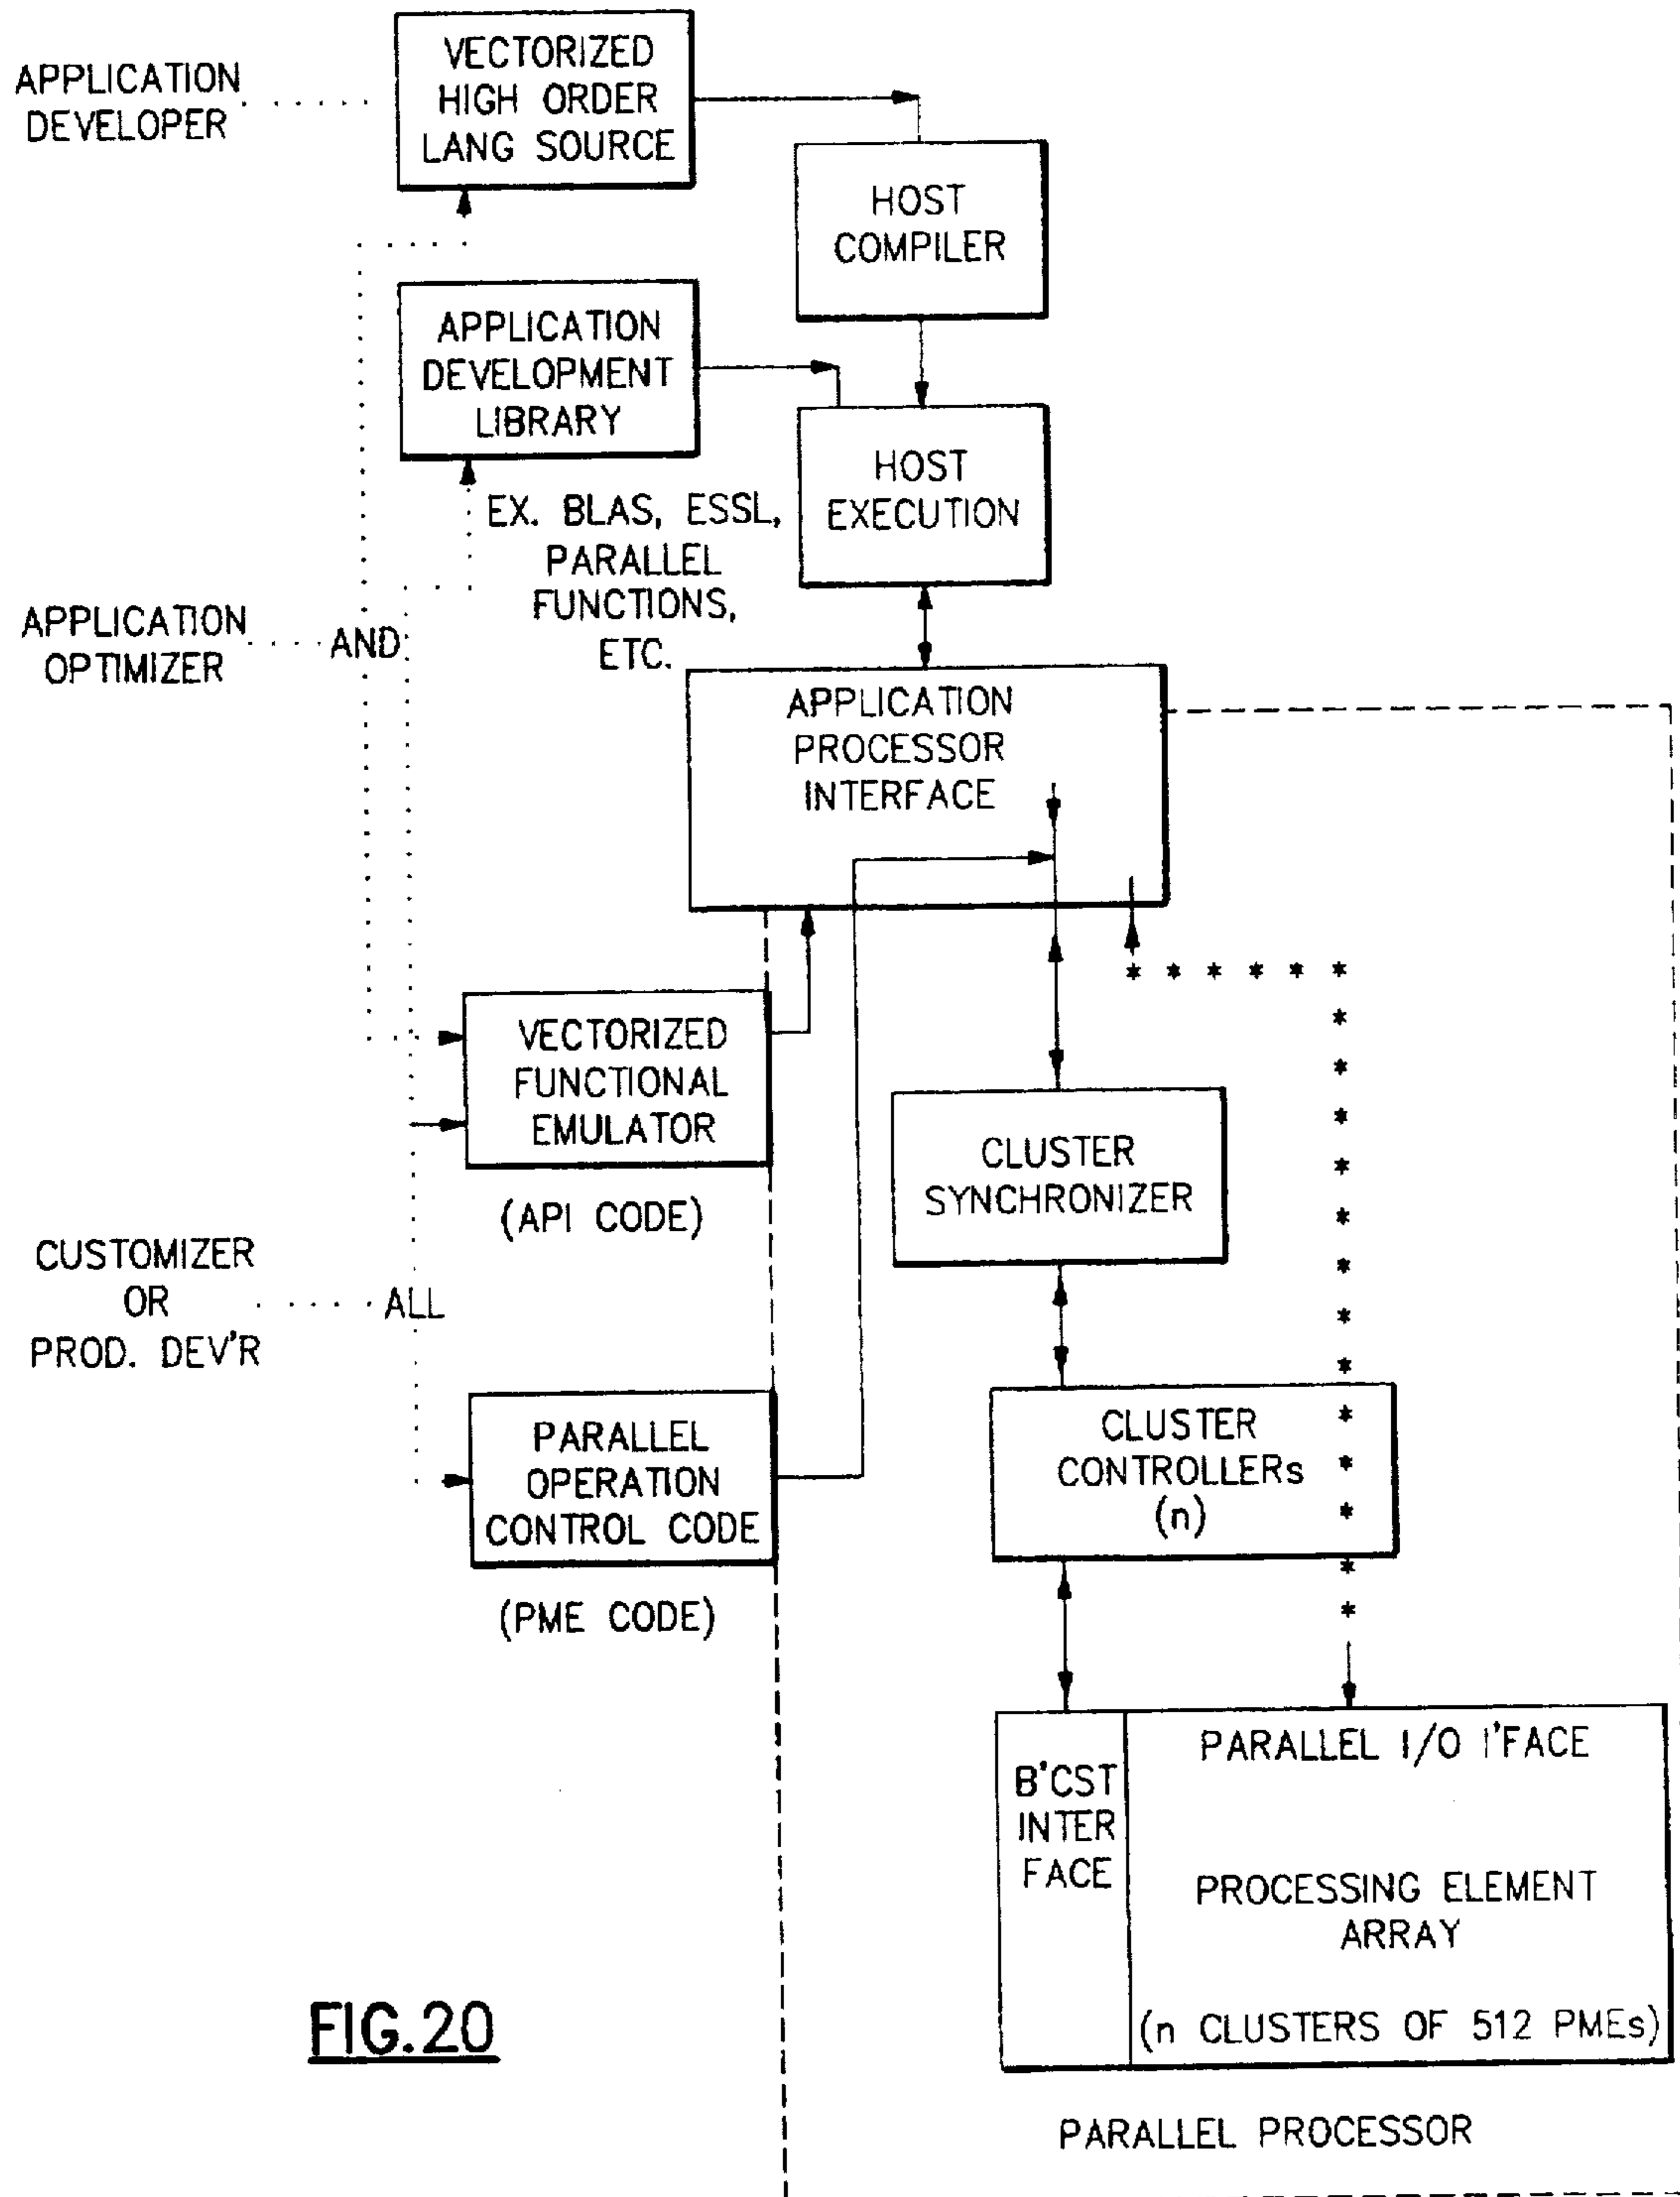 APPLICATION
DEVELOPER
VECTORIZED
HIGH ORDER
LANG SOURCE
HOST
COMPILER
APPLICATION
DEVELOPMENT
LIBRARY
HOST
EXECUTION
EX. BLAS, ESSL,
PARALLEL
FUNCTIONS,
ETC.
APPLICATION
OPTIMIZER
AND
APPLICATION
PROCESSOR
INTERFACE
VECTORIZED
FUNCTIONAL
EMULATOR
(API CODE)
CLUSTER
SYNCHRONIZER
CUSTOMIZER
OR
PROD. DEV'R
ALL
PARALLEL
OPERATION
CONTROL CODE
(PME CODE)
CLUSTER
CONTROLLERs
(n)
B'CST
INTER
FACE
PARALLEL I/O I'FACE
PROCESSING ELEMENT
ARRAY
(n CLUSTERS OF 512 PMEs)
PARALLEL PROCESSOR
FIG.20